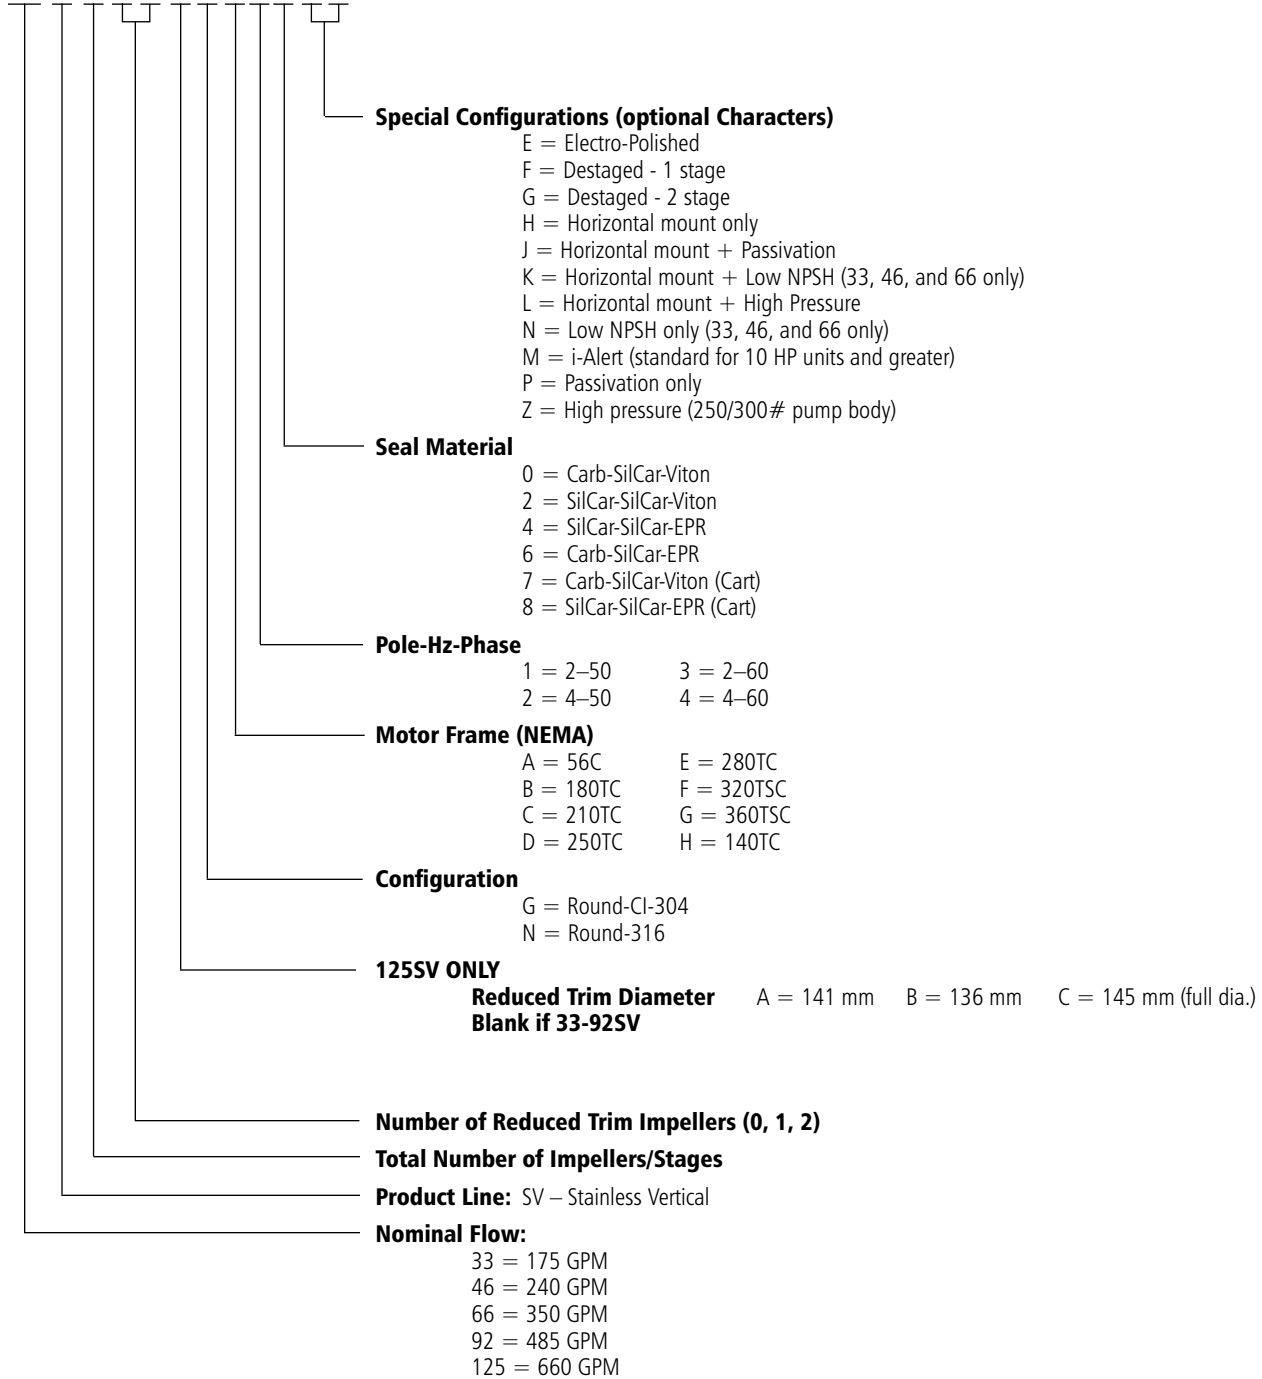 Special Configurations (optional Characters)
E = Electro-Polished
F = Destaged - 1 stage
G = Destaged - 2 stage
H = Horizontal mount only
J = Horizontal mount + Passivation
K = Horizontal mount + Low NPSH (33, 46, and 66 only)
L = Horizontal mount + High Pressure
N = Low NPSH only (33, 46, and 66 only)
M = i-Alert (standard for 10 HP units and greater)
P = Passivation only
Z = High pressure (250/300# pump body)
Seal Material
0 = Carb-SilCar-Viton
2 = SilCar-SilCar-Viton
4 = SilCar-SilCar-EPR
6 = Carb-SilCar-EPR
7 = Carb-SilCar-Viton (Cart)
8 = SilCar-SilCar-EPR (Cart)
Pole-Hz-Phase
1 = 2–50 3 = 2–60
2 = 4–50 4 = 4–60
Motor Frame (NEMA)
A = 56C E = 280TC
B = 180TC F = 320TSC
C = 210TC G = 360TSC
D = 250TC H = 140TC
Configuration
G = Round-CI-304
N = Round-316
125SV ONLY
Reduced Trim Diameter A = 141 mm B = 136 mm C = 145 mm (full dia.)
Blank if 33-92SV
Number of Reduced Trim Impellers (0, 1, 2)
Total Number of Impellers/Stages
Product Line: SV – Stainless Vertical
Nominal Flow:
33 = 175 GPM
46 = 240 GPM
66 = 350 GPM
92 = 485 GPM
125 = 660 GPM